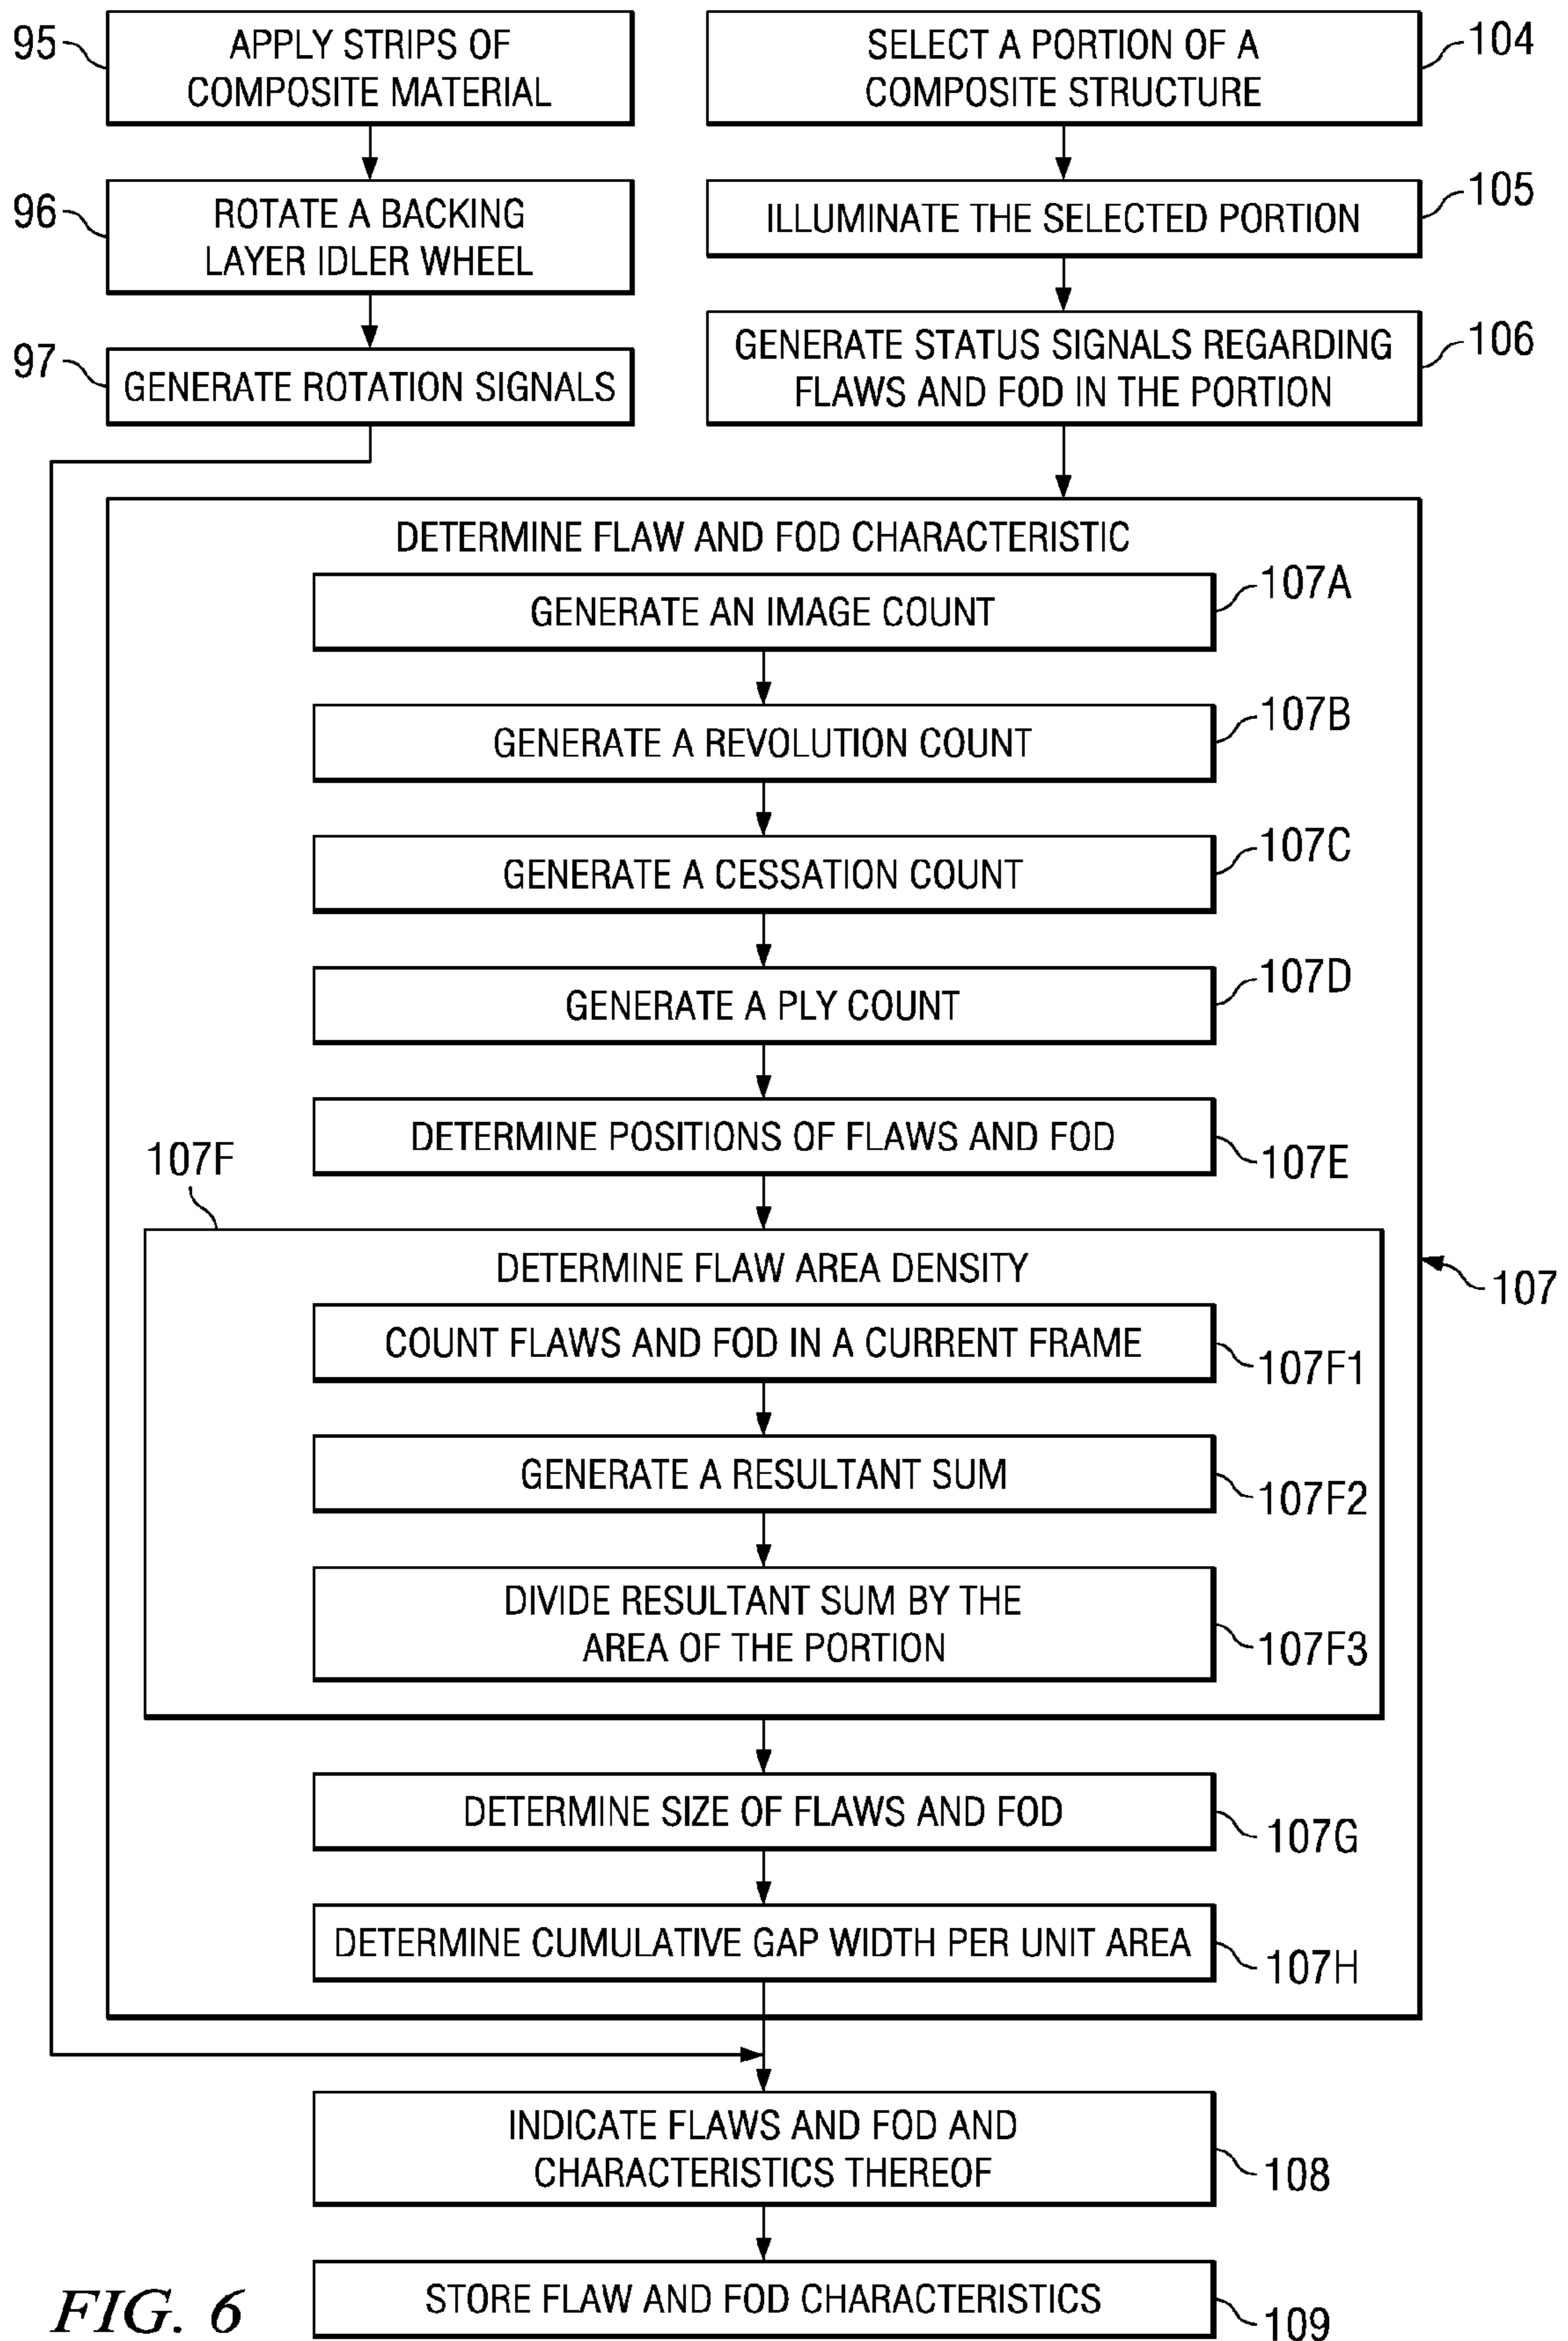 95
APPLY STRIPS OF
COMPOSITE MATERIAL
96
ROTATE A BACKING
LAYER IDLER WHEEL
97
GENERATE ROTATION SIGNALS
SELECT A PORTION OF A
COMPOSITE STRUCTURE
104
ILLUMINATE THE SELECTED PORTION
105
GENERATE STATUS SIGNALS REGARDING
FLAWS AND FOD IN THE PORTION
106
DETERMINE FLAW AND FOD CHARACTERISTIC
GENERATE AN IMAGE COUNT
107A
GENERATE A REVOLUTION COUNT
107B
GENERATE A CESSATION COUNT
107C
GENERATE A PLY COUNT
107D
DETERMINE POSITIONS OF FLAWS AND FOD
107E
107F
DETERMINE FLAW AREA DENSITY
107
COUNT FLAWS AND FOD IN A CURRENT FRAME
107F1
GENERATE A RESULTANT SUM
107F2
DIVIDE RESULTANT SUM BY THE
AREA OF THE PORTION
107F3
DETERMINE SIZE OF FLAWS AND FOD
107G
DETERMINE CUMULATIVE GAP WIDTH PER UNIT AREA
107H
INDICATE FLAWS AND FOD AND
CHARACTERISTICS THEREOF
108
STORE FLAW AND FOD CHARACTERISTICS
109
FIG. 6